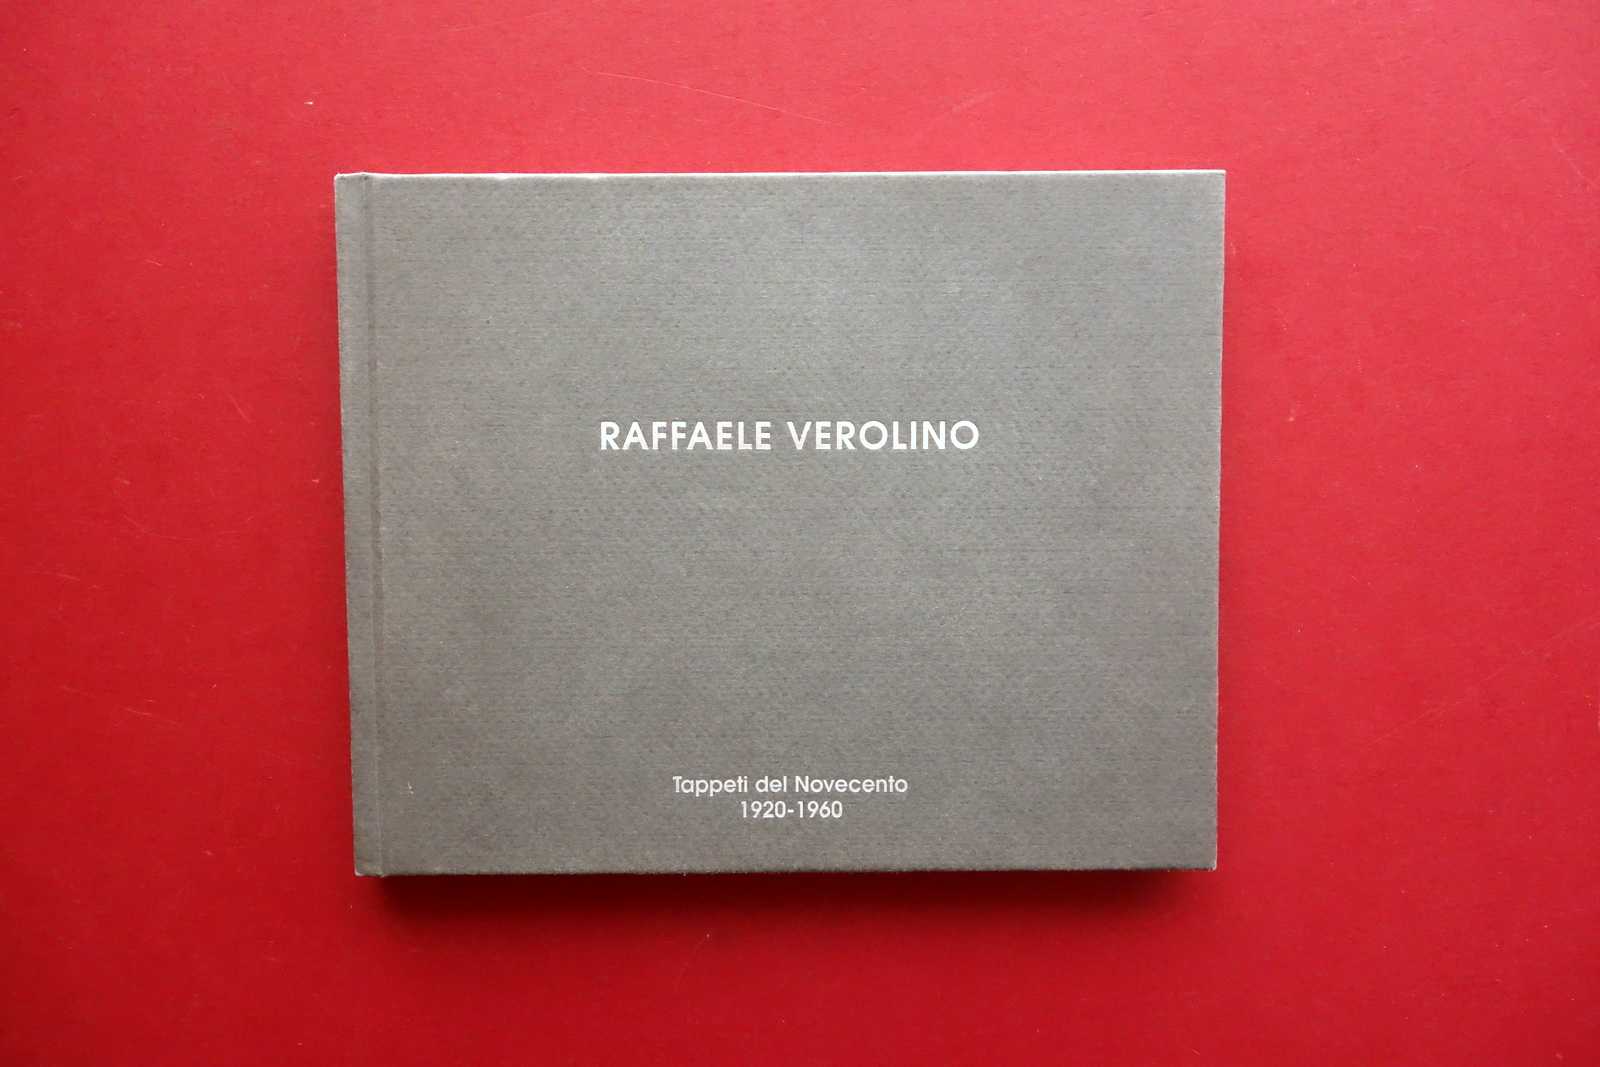 RAFFAELE VEROLINO
Tappeti del Novecento
1920-1960